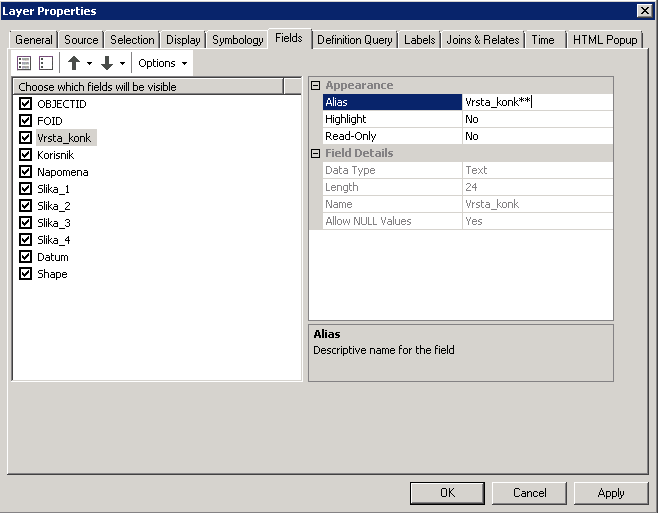 Layer Properties
General Source Selection Display Symbology Fields Definition Query Labels Joins & Relates Time HTML Popup
Options
Choose which fields will be visible
OBJECTID
FOID
Vrsta_konk
Korisnik
Napomena
Slika_1
Slika_2
Slika_3
Slika_4
Datum
Shape
Appearance
Alias Vrsta_konk**
Highlight No
Read-Only No
Field Details
Data Type Text
Length 24
Name Vrsta_konk
Allow NULL Values Yes
Alias
Descriptive name for the field
OK Cancel Apply